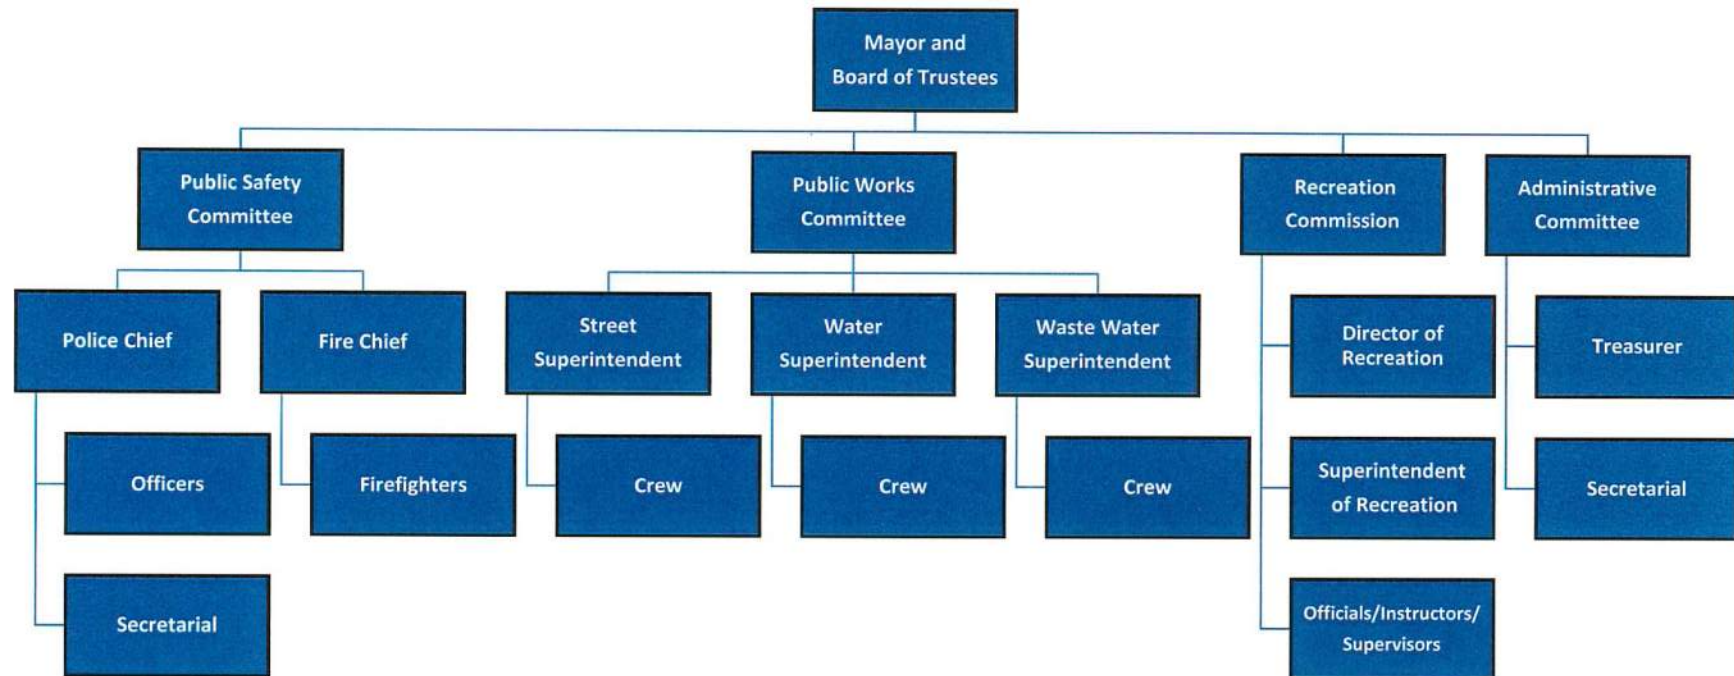 Mayor and
Board of Trustees
Public Safety
Committee
Public Works
Committee
Recreation
Commission
Administrative
Committee
Police Chief
Fire Chief
Street
Superintendent
Water
Superintendent
Waste Water
Superintendent
Director of
Recreation
Treasurer
Officers
Firefighters
Crew
Crew
Crew
Superintendent
of Recreation
Secretarial
Secretarial
Officials/Instructors/
Supervisors